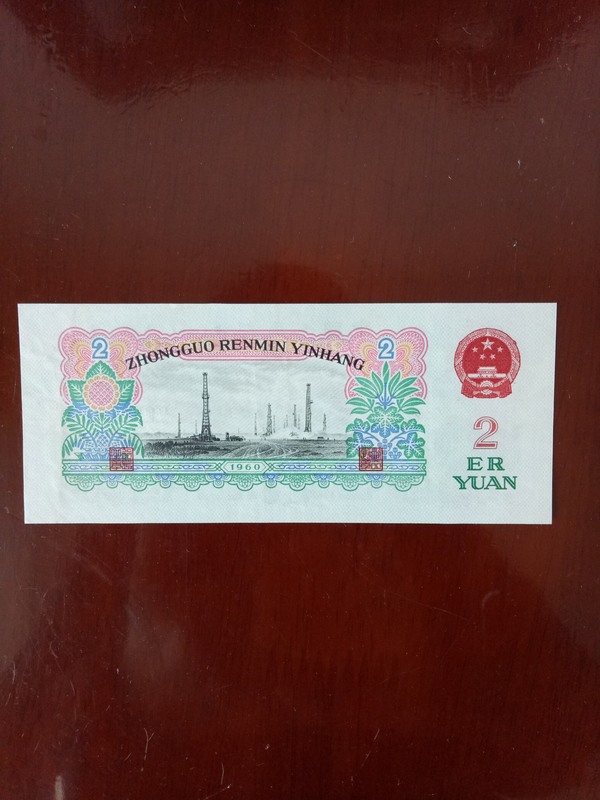 2
ZHONGGUO RENMIN YINHANG
2
1960
2
ER
YUAN